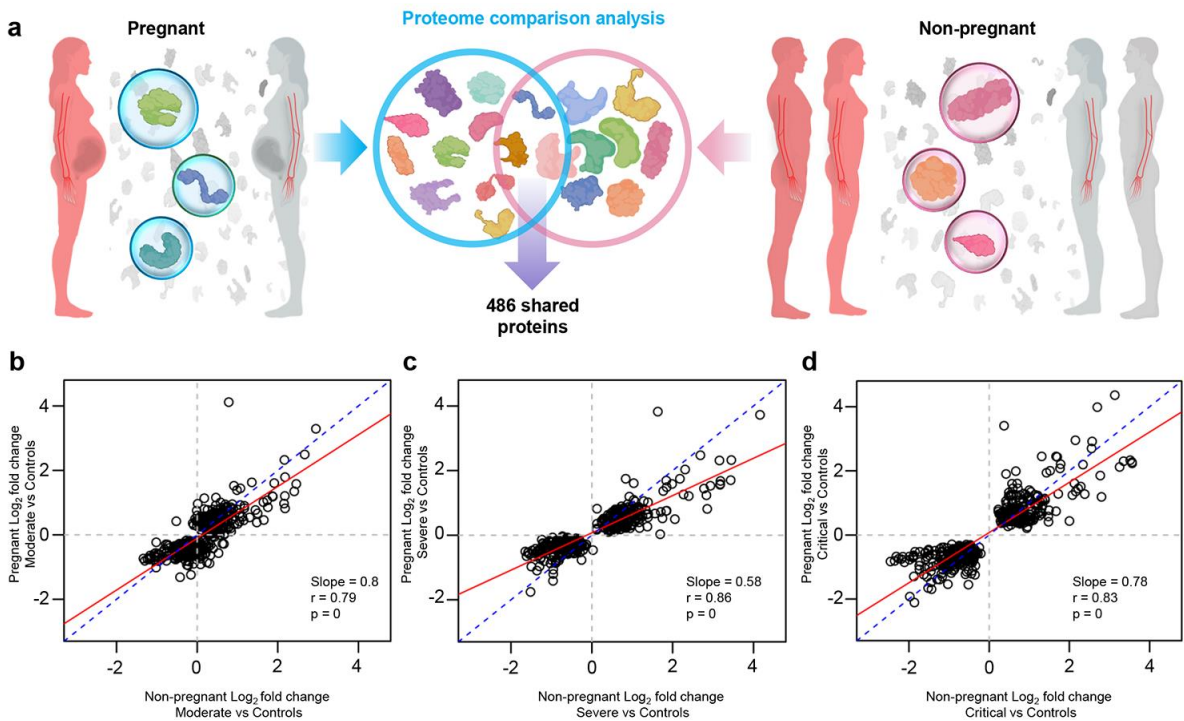 a
Pregnant
Proteome comparison analysis
Non-pregnant
486 shared
proteins
b
Pregnant Log2 fold change
Moderate vs Controls
4
2
0
-2
Slope = 0.8
r = 0.79
p = 0
-2
0
2
4
Non-pregnant Log2 fold change
Moderate vs Controls
c
Pregnant Log2 fold change
Severe vs Controls
4
2
0
-2
Slope = 0.58
r = 0.86
p = 0
-2
0
2
4
Non-pregnant Log2 fold change
Severe vs Controls
d
Pregnant Log2 fold change
Critical vs Controls
4
2
0
-2
Slope = 0.78
r = 0.83
p = 0
-2
0
2
4
Non-pregnant Log2 fold change
Critical vs Controls